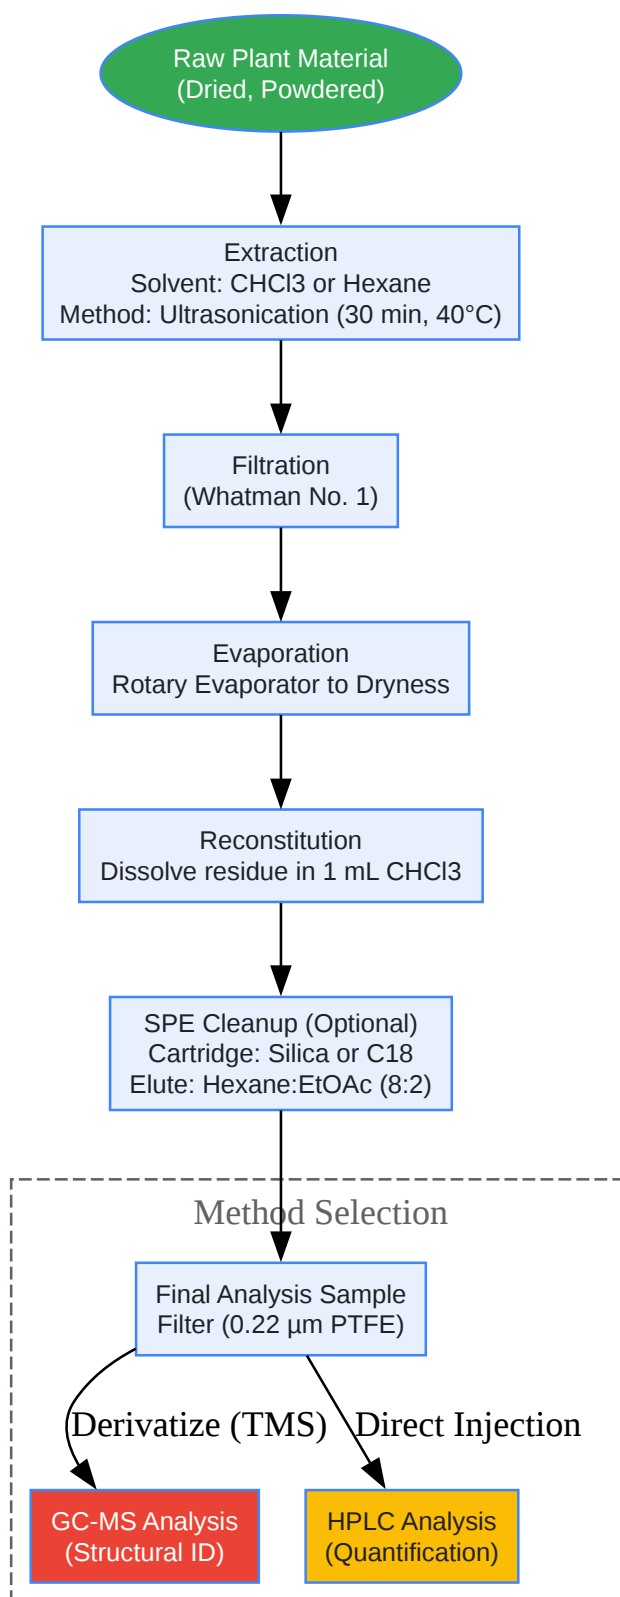 Raw Plant Material
(Dried, Powdered)
Extraction
Solvent: CHCl3 or Hexane
Method: Ultrasonication (30 min, 40°C)
Filtration
(Whatman No. 1)
Evaporation
Rotary Evaporator to Dryness
Reconstitution
Dissolve residue in 1 mL CHCl3
SPE Cleanup (Optional)
Cartridge: Silica or C18
Elute: Hexane:EtOAc (8:2)
Method Selection
Final Analysis Sample
Filter (0.22 µm PTFE)
Derivatize (TMS)
Direct Injection
GC-MS Analysis
(Structural ID)
HPLC Analysis
(Quantification)